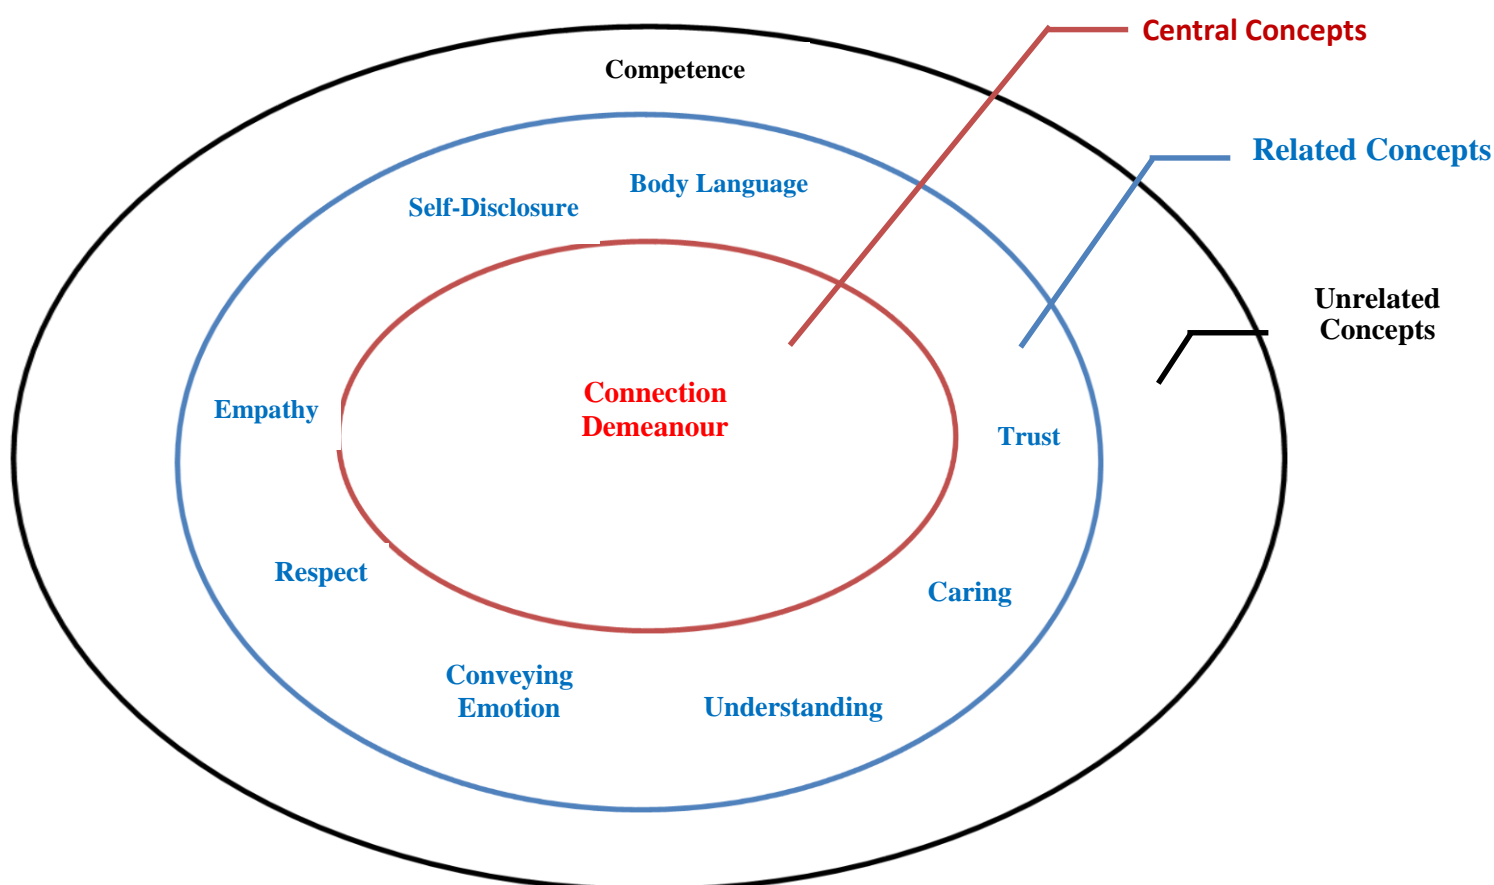 Central Concepts
Competence
Related Concepts
Body Language
Self-Disclosure
Unrelated
Concepts
Connection
Demeanour
Empathy
Trust
Respect
Caring
Conveying
Emotion
Understanding